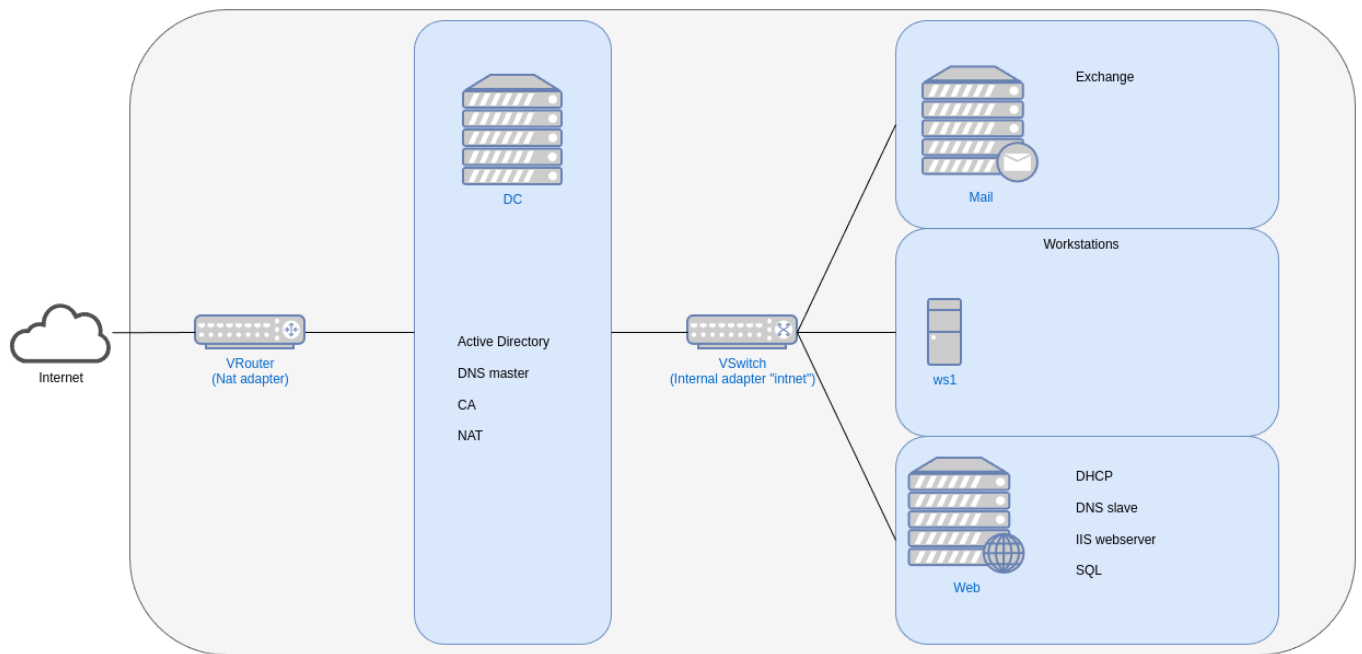 Internet
VRouter
(Nat adapter)
DC
Active Directory
DNS master
CA
NAT
VSwitch
(Internal adapter "intnet")
Exchange
Mail
Workstations
ws1
DHCP
DNS slave
IIS webserver
SQL
Web